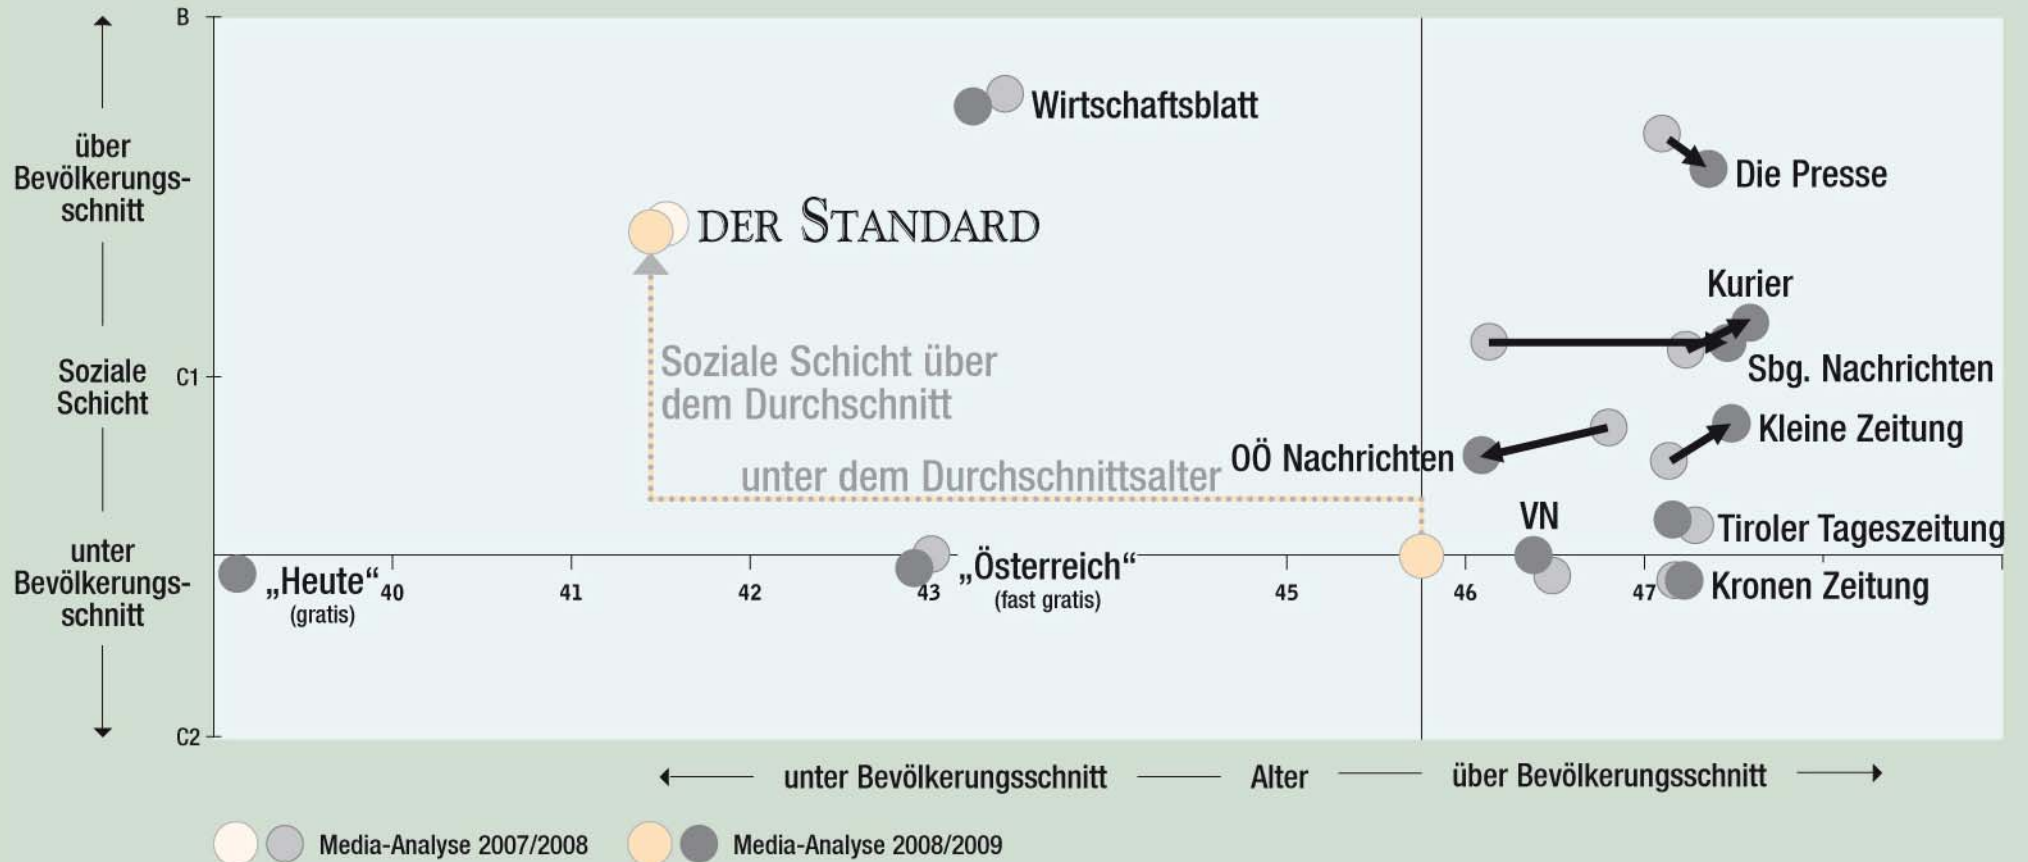 B
über
Bevölkerungs-
schnitt
Soziale
Schicht
C1
unter
Bevölkerungs-
schnitt
C2
Wirtschaftsblatt
Die Presse
DER STANDARD
Kurier
Sbg. Nachrichten
Soziale Schicht über
dem Durchschnitt
Kleine Zeitung
OÖ Nachrichten
unter dem Durchschnittsalter
VN
Tiroler Tageszeitung
„Heute“
(gratis)
„Österreich“
(fast gratis)
Kronen Zeitung
40 41 42 43 45 46 47
unter Bevölkerungsschnitt Alter über Bevölkerungsschnitt
Media-Analyse 2007/2008 Media-Analyse 2008/2009